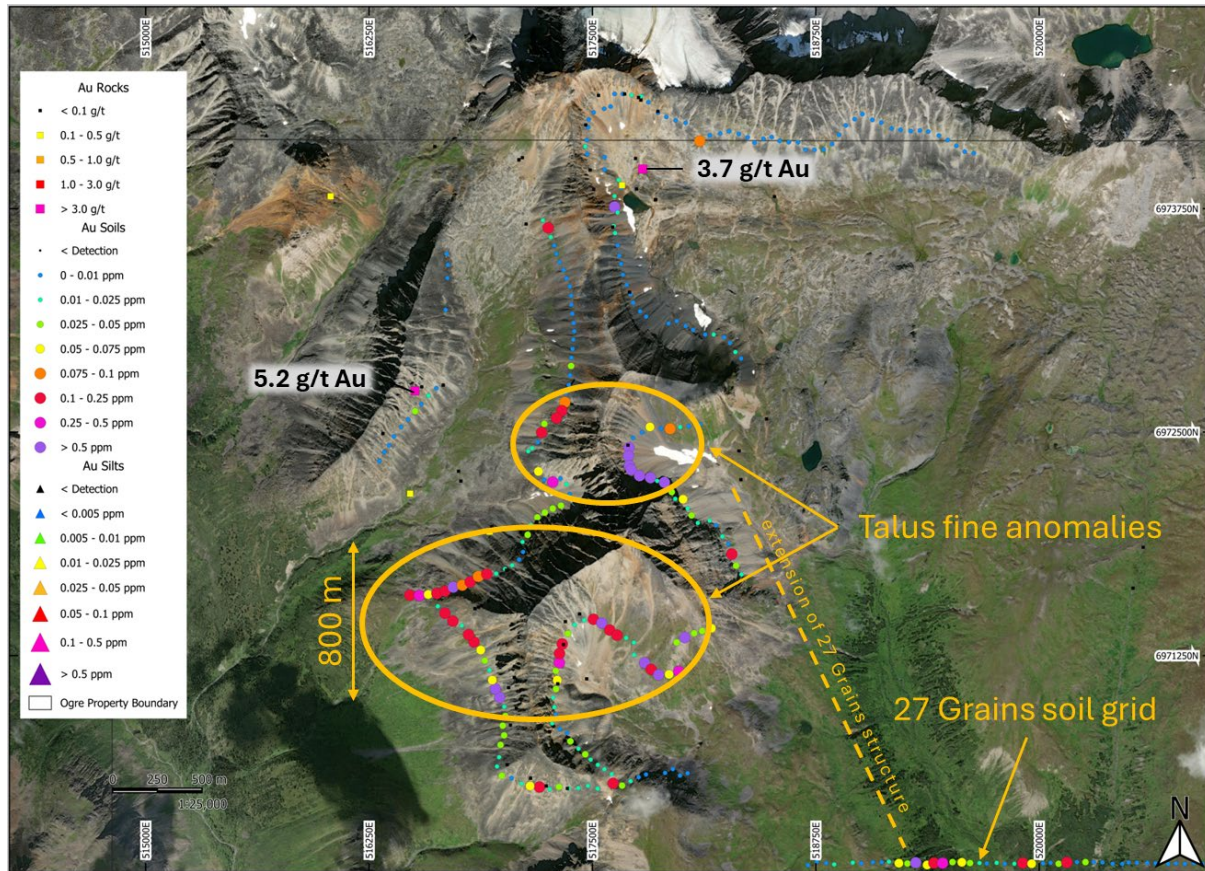 515000E
516250E
517500E
518750E
520000E
Au Rocks
< 0.1 g/t
0.1 - 0.5 g/t
0.5 - 1.0 g/t
1.0 - 3.0 g/t
> 3.0 g/t
Au Soils
< Detection
0 - 0.01 ppm
0.01 - 0.025 ppm
0.025 - 0.05 ppm
0.05 - 0.075 ppm
0.075 - 0.1 ppm
0.1 - 0.25 ppm
0.25 - 0.5 ppm
> 0.5 ppm
Au Silts
< Detection
< 0.005 ppm
0.005 - 0.01 ppm
0.01 - 0.025 ppm
0.025 - 0.05 ppm
0.05 - 0.1 ppm
0.1 - 0.5 ppm
> 0.5 ppm
Ogre Property Boundary
3.7 g/t Au
6973750N
5.2 g/t Au
6972500N
Talus fine anomalies
extension of 27 Grains structure
800 m
6971250N
27 Grains soil grid
0 250 500 m
1:25,000
N
515000E
516250E
517500E
518750E
520000E